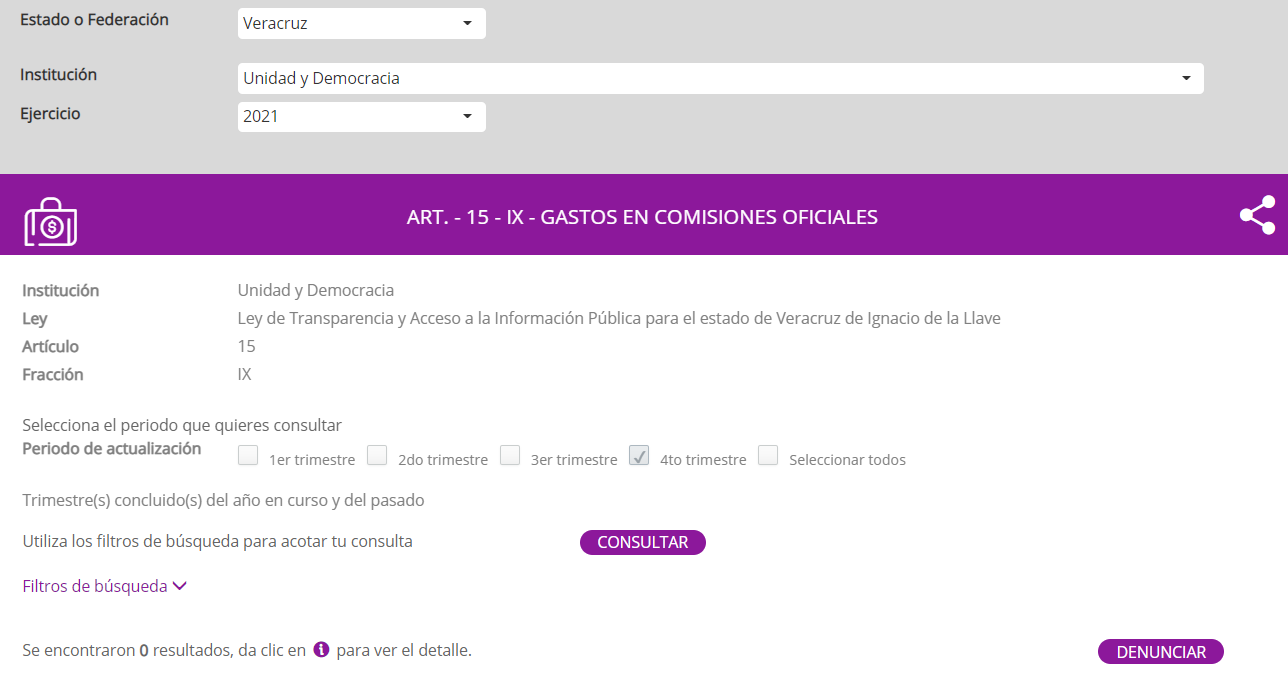 Estado o Federación Veracruz
Institución Unidad y Democracia
Ejercicio 2021
ART. - 15 - IX - GASTOS EN COMISIONES OFICIALES
Institución Unidad y Democracia
Ley Ley de Transparencia y Acceso a la Información Pública para el estado de Veracruz de Ignacio de la Llave
Artículo 15
Fracción IX
Selecciona el periodo que quieres consultar
Periodo de actualización 1er trimestre 2do trimestre 3er trimestre 4to trimestre Seleccionar todos
Trimestre(s) concluido(s) del año en curso y del pasado
Utiliza los filtros de búsqueda para acotar tu consulta CONSULTAR
Filtros de búsqueda
Se encontraron 0 resultados, da clic en i para ver el detalle. DENUNCIAR